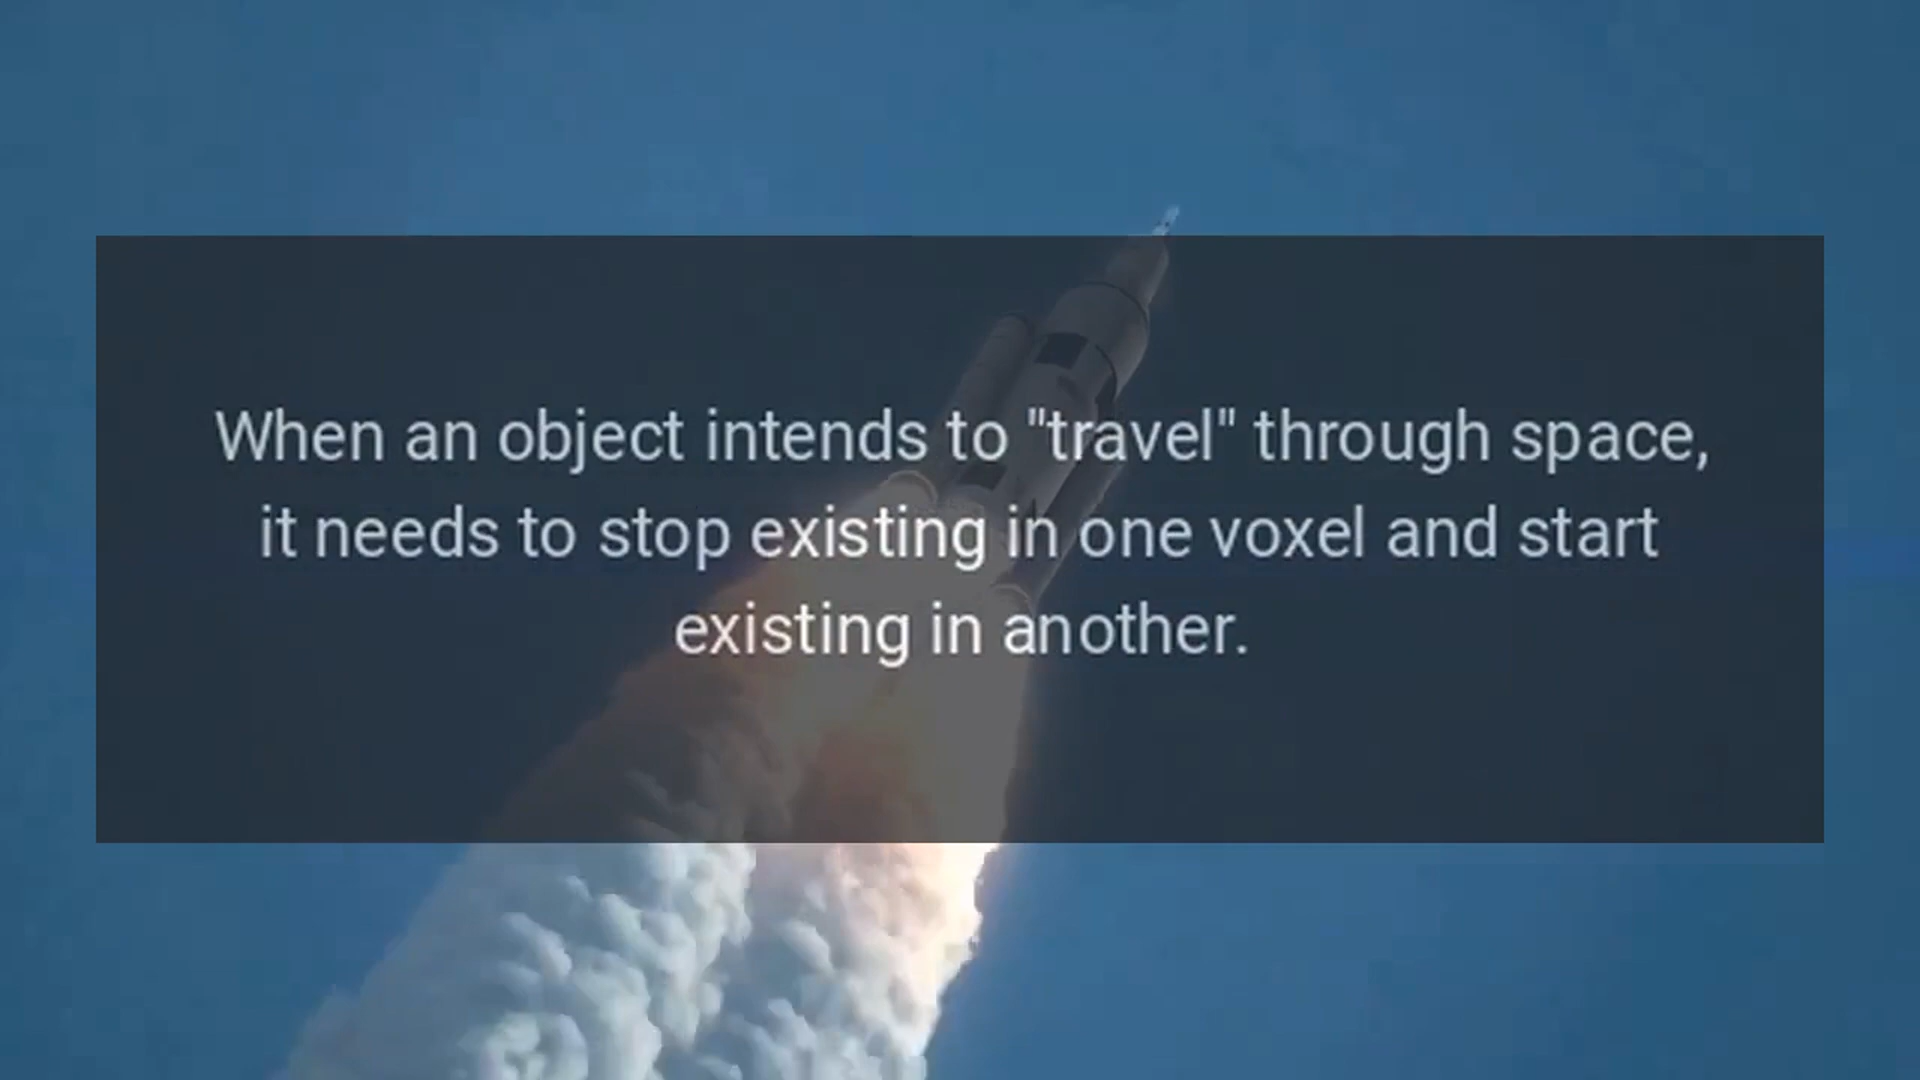 When an object intends to "travel" through space,
it needs to stop existing in one voxel and start
existing in another.